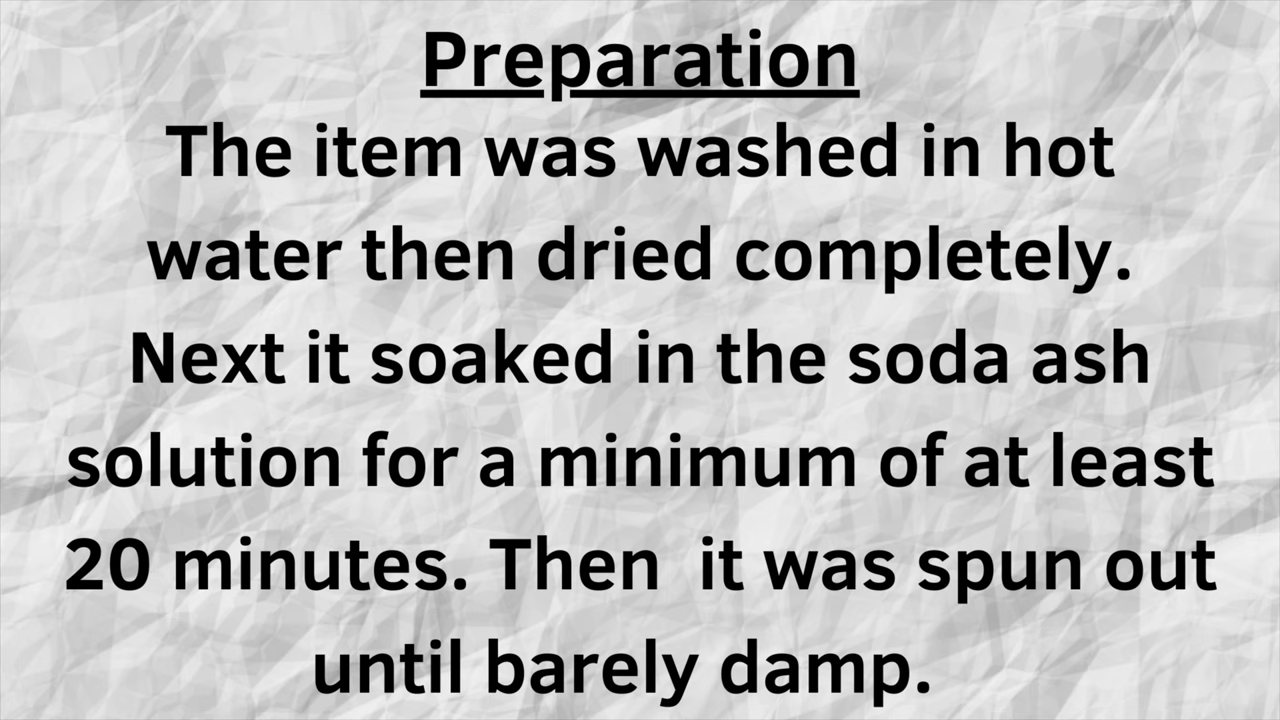 Preparation
The item was washed in hot
water then dried completely.
Next it soaked in the soda ash
solution for a minimum of at least
20 minutes. Then  it was spun out
until barely damp.